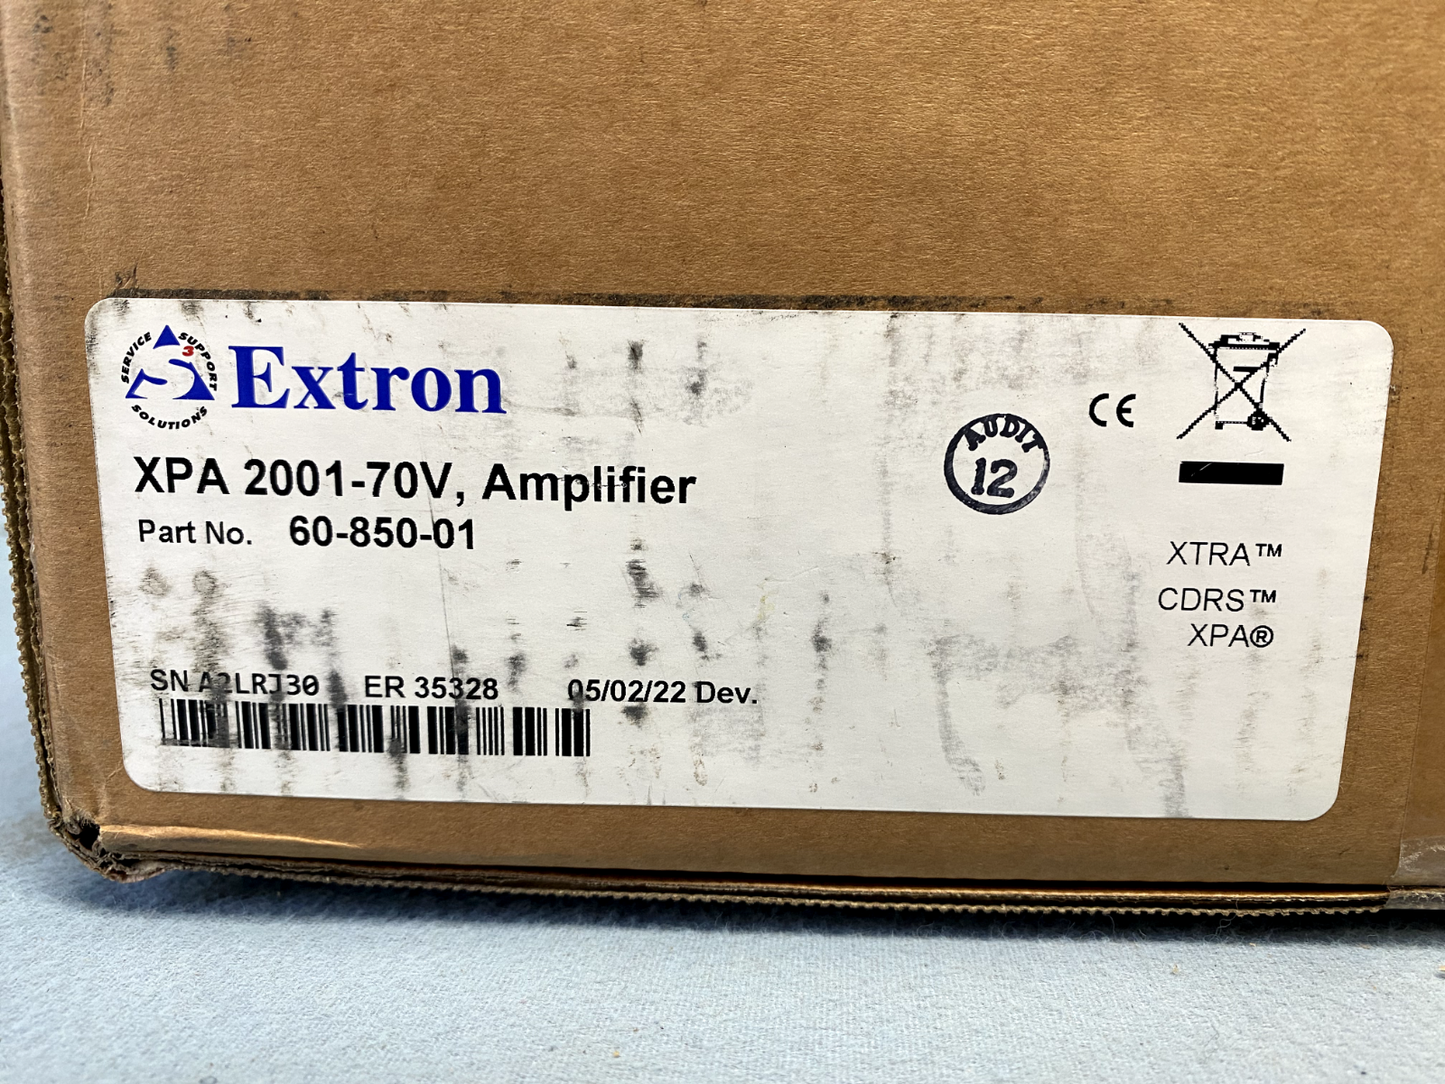 SERVICE SUPPORT SOLUTIONS
S3
Extron
XPA 2001-70V, Amplifier
Part No. 60-850-01
AUDIT
12
CE
XTRA™
CDRS™
XPA®
SN A2LRJ30 ER 35328 05/02/22 Dev.